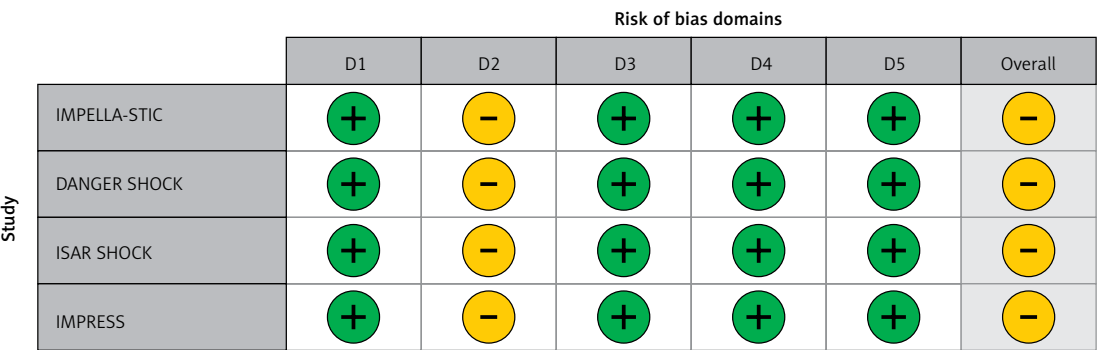 Risk of bias domains
D1 D2 D3 D4 D5 Overall
Study
IMPELLA-STIC + - + + + -
DANGER SHOCK + - + + + -
ISAR SHOCK + - + + + -
IMPRESS + - + + + -